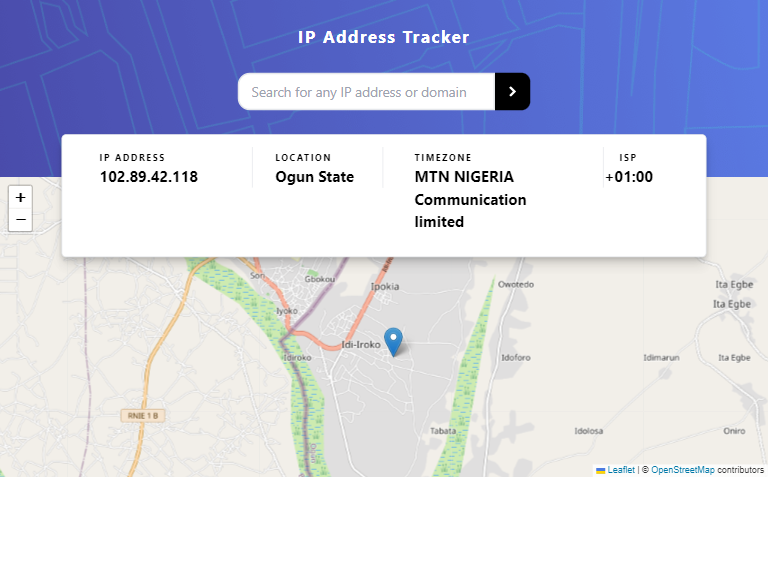 IP Address Tracker
Search for any IP address or domain
IP ADDRESS
102.89.42.118
LOCATION
Ogun State
TIMEZONE
MTN NIGERIA
Communication
limited
ISP
+01:00
+
−
Son
Gbokou
Ipokia
Owotedo
Ita Egbe
Ita Egbe
Iyoko
Idi-Iroko
Idiroko
Idoforo
Idimarun
Ita Egbe
RNIE 1 B
Tabata
Idolosa
Oniro
Leaflet | © OpenStreetMap contributors